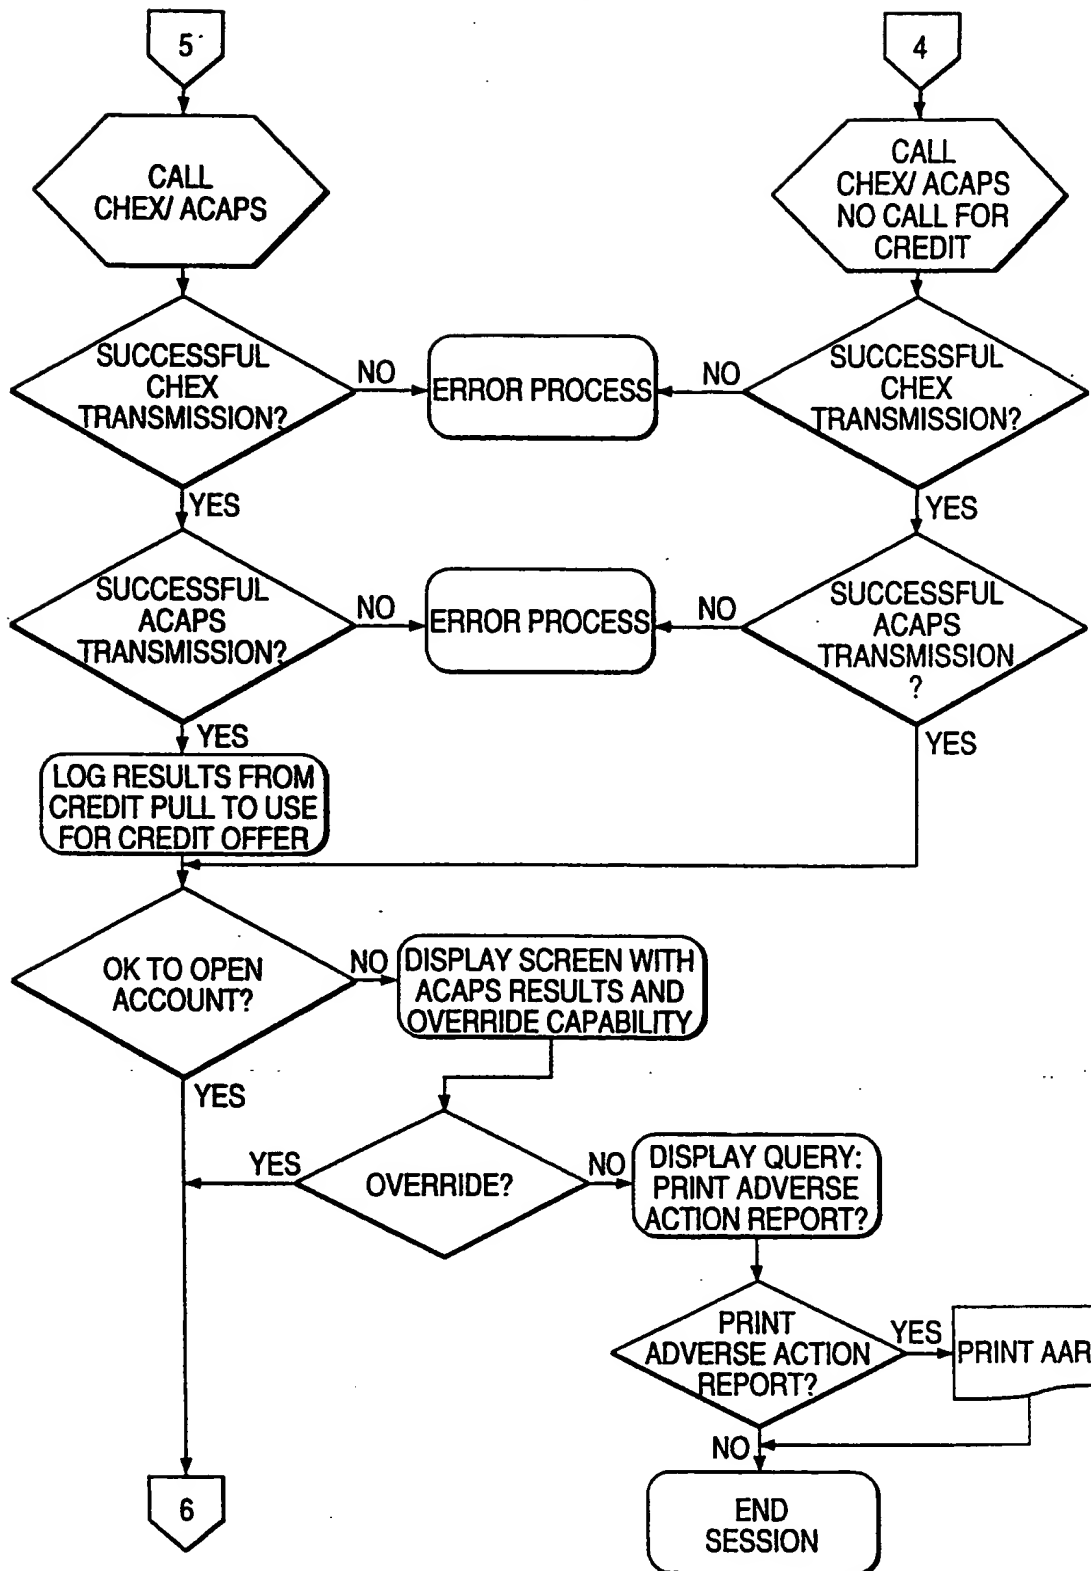 5
4
CALL
CHEX/ ACAPS
CALL
CHEX/ ACAPS
NO CALL FOR
CREDIT
SUCCESSFUL
CHEX
TRANSMISSION?
NO
ERROR PROCESS
NO
SUCCESSFUL
CHEX
TRANSMISSION?
YES
YES
SUCCESSFUL
ACAPS
TRANSMISSION?
NO
ERROR PROCESS
NO
SUCCESSFUL
ACAPS
TRANSMISSION
?
YES
YES
LOG RESULTS FROM
CREDIT PULL TO USE
FOR CREDIT OFFER
OK TO OPEN
ACCOUNT?
NO
DISPLAY SCREEN WITH
ACAPS RESULTS AND
OVERRIDE CAPABILITY
YES
YES
OVERRIDE?
NO
DISPLAY QUERY:
PRINT ADVERSE
ACTION REPORT?
PRINT
ADVERSE ACTION
REPORT?
YES
PRINT AAR
NO
6
END
SESSION